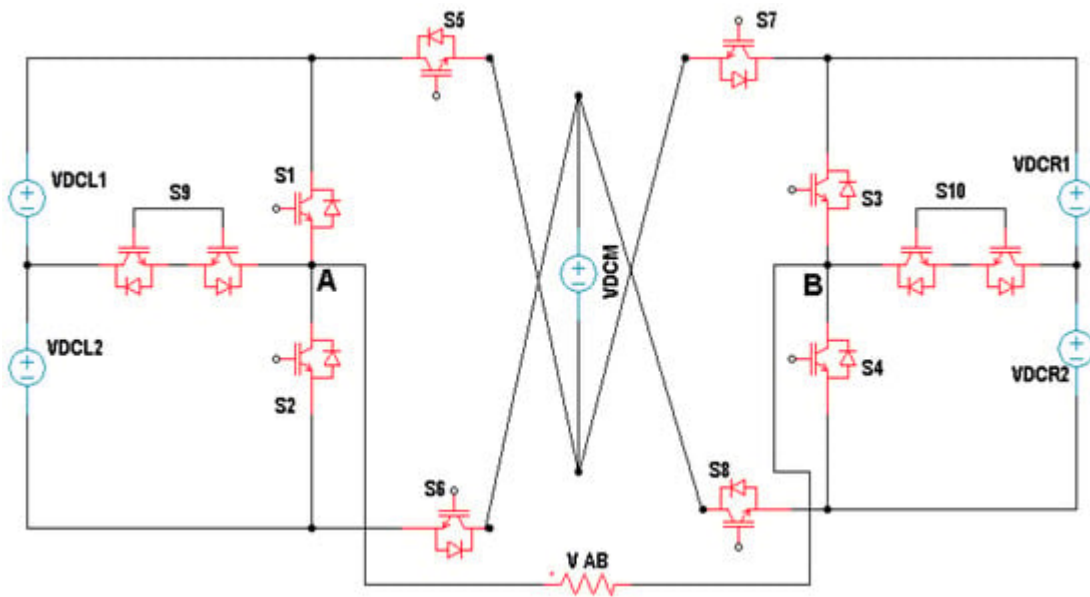 S5
S7
VDCL1
S9
S1
S3
S10
VDCR1
A
VDCM
B
VDCL2
S2
S4
VDCR2
S6
S8
V AB